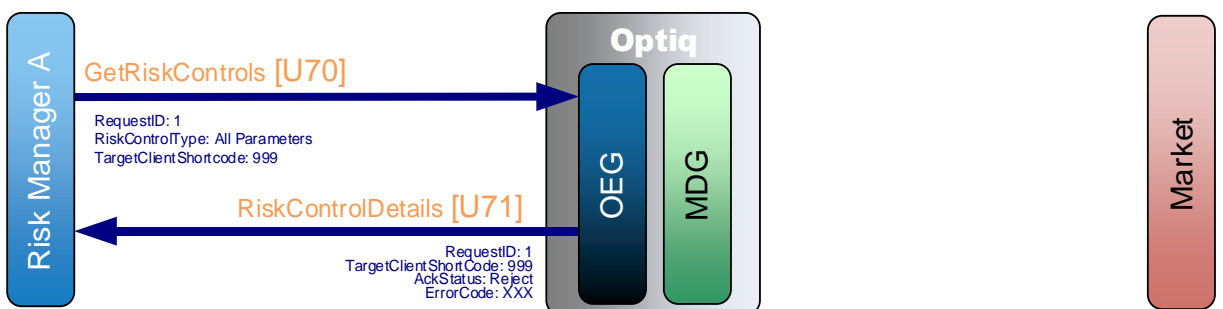 Risk Manager A
GetRiskControls [U70]
RequestID: 1
RiskControlType: All Parameters
TargetClientShortcode: 999
RiskControlDetails [U71]
RequestID: 1
TargetClientShortCode: 999
AckStatus: Reject
ErrorCode: XXX
Optiq
OEG
MDG
Market